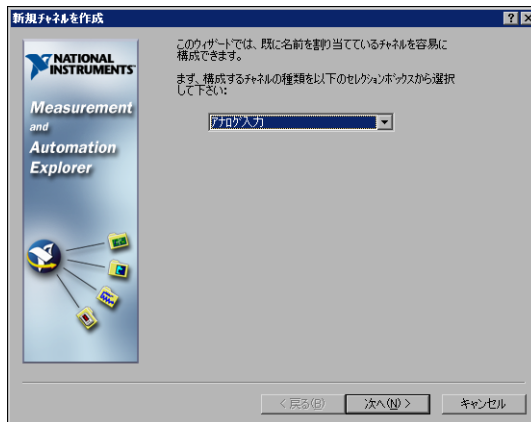 新規チャネルを作成
NATIONAL
INSTRUMENTS
Measurement
and
Automation
Explorer
このウィザードでは、既に名前を割り当てているチャネルを容易に
構成できます。
まず、構成するチャネルの種類を以下のセレクションボックスから選択
して下さい:
アナログ入力
< 戻る(B)
次へ(N) >
キャンセル